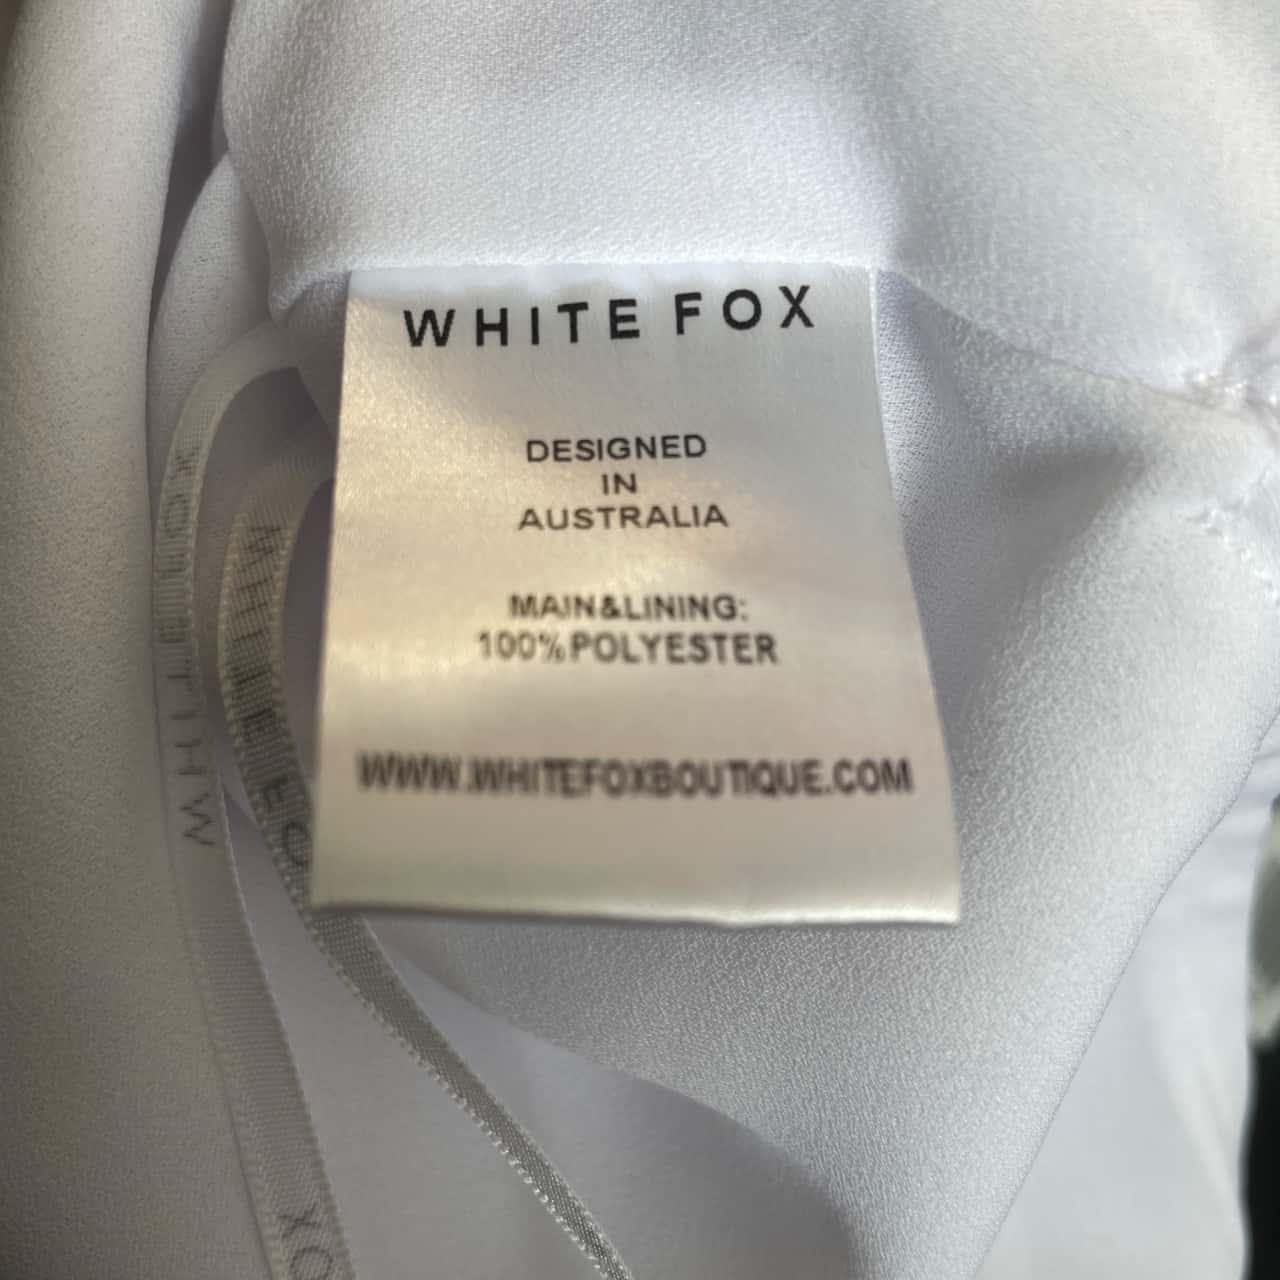 WHITE FOX
DESIGNED
IN
AUSTRALIA
MAIN&LINING:
100%POLYESTER
WWW.WHITEFOXBOUTIQUE.COM